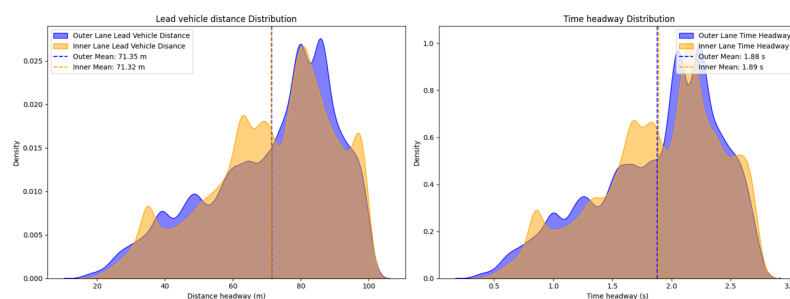 Lead vehicle distance Distribution
Outer Lane Lead Vehicle Distance
Inner Lane Lead Vehicle Disance
Outer Mean: 71.35 m
Inner Mean: 71.32 m
0.025
0.020
0.015
0.010
0.005
0.000
Density
20 40 60 80 100
Distance headway (m)
Time headway Distribution
Outer Lane Time Headway
Inner Lane Time Headway
Outer Mean: 1.88 s
Inner Mean: 1.89 s
1.0
0.8
0.6
0.4
0.2
0.0
Density
0.5 1.0 1.5 2.0 2.5
Time headway (s)